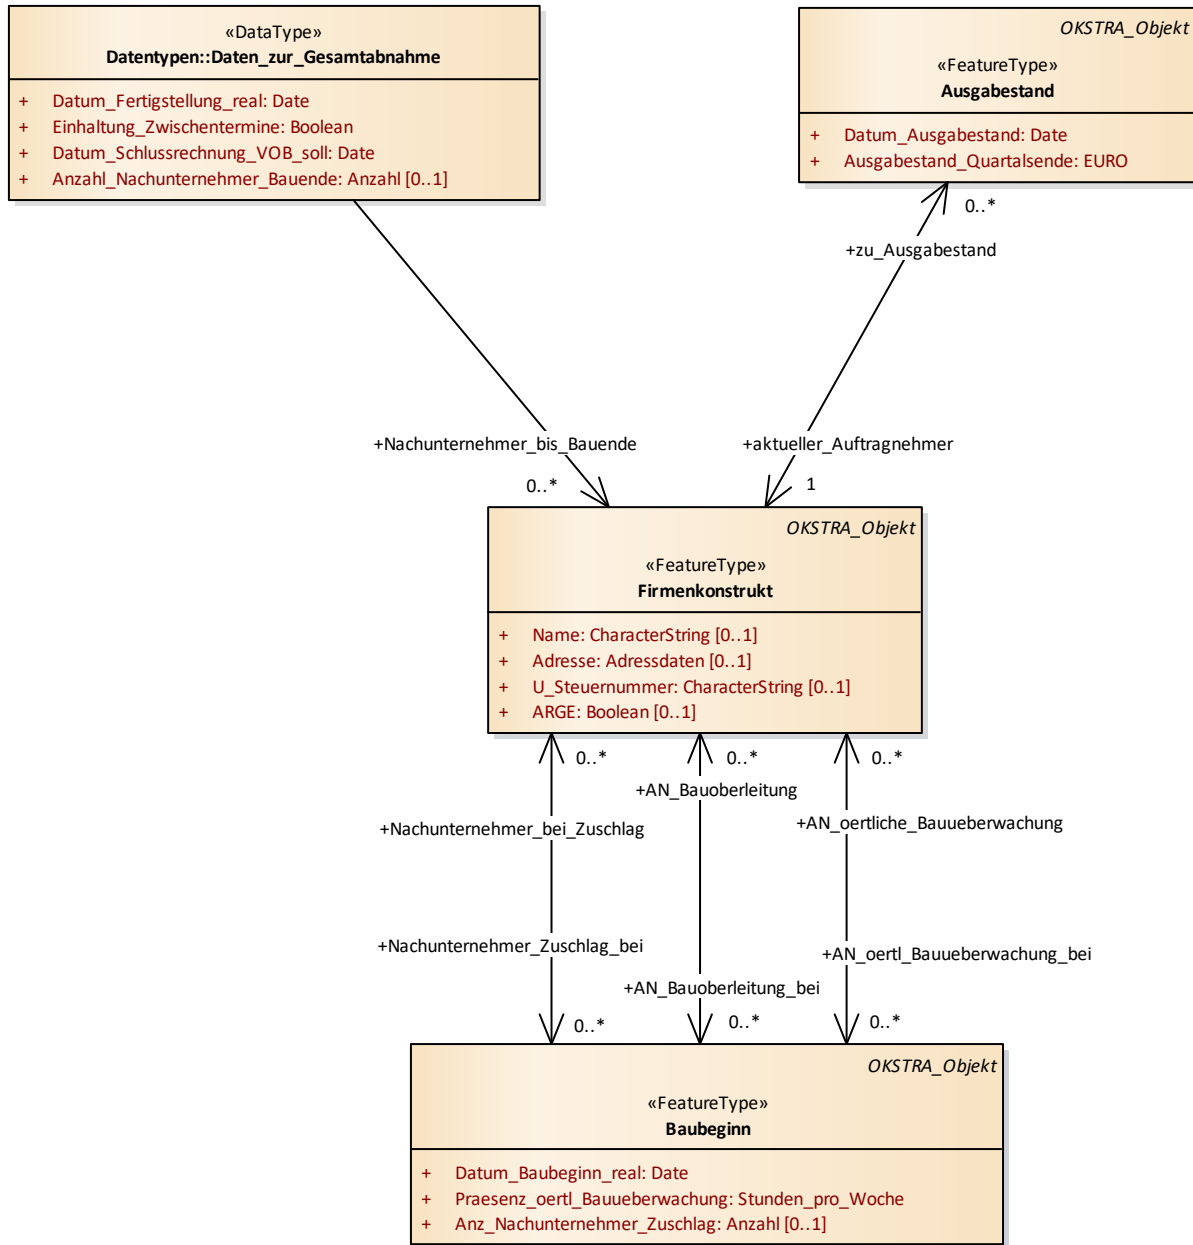 «DataType»
Datentypen::Daten_zur_Gesamtabnahme
+ Datum_Fertigstellung_real: Date
+ Einhaltung_Zwischentermine: Boolean
+ Datum_Schlussrechnung_VOB_soll: Date
+ Anzahl_Nachunternehmer_Bauende: Anzahl [0..1]
OKSTRA_Objekt
«FeatureType»
Ausgabestand
+ Datum_Ausgabestand: Date
+ Ausgabestand_Quartalsende: EURO
0..*
+zu_Ausgabestand
+Nachunternehmer_bis_Bauende
0..*
+aktueller_Auftragnehmer
1
OKSTRA_Objekt
«FeatureType»
Firmenkonstrukt
+ Name: CharacterString [0..1]
+ Adresse: Adressdaten [0..1]
+ U_Steuernummer: CharacterString [0..1]
+ ARGE: Boolean [0..1]
0..* 0..* 0..*
+AN_Bauoberleitung
+Nachunternehmer_bei_Zuschlag
+AN_oertliche_Bauueberwachung
+Nachunternehmer_Zuschlag_bei
+AN_oertl_Bauueberwachung_bei
+AN_Bauoberleitung_bei
0..* 0..* 0..*
OKSTRA_Objekt
«FeatureType»
Baubeginn
+ Datum_Baubeginn_real: Date
+ Praesenz_oertl_Bauueberwachung: Stunden_pro_Woche
+ Anz_Nachunternehmer_Zuschlag: Anzahl [0..1]